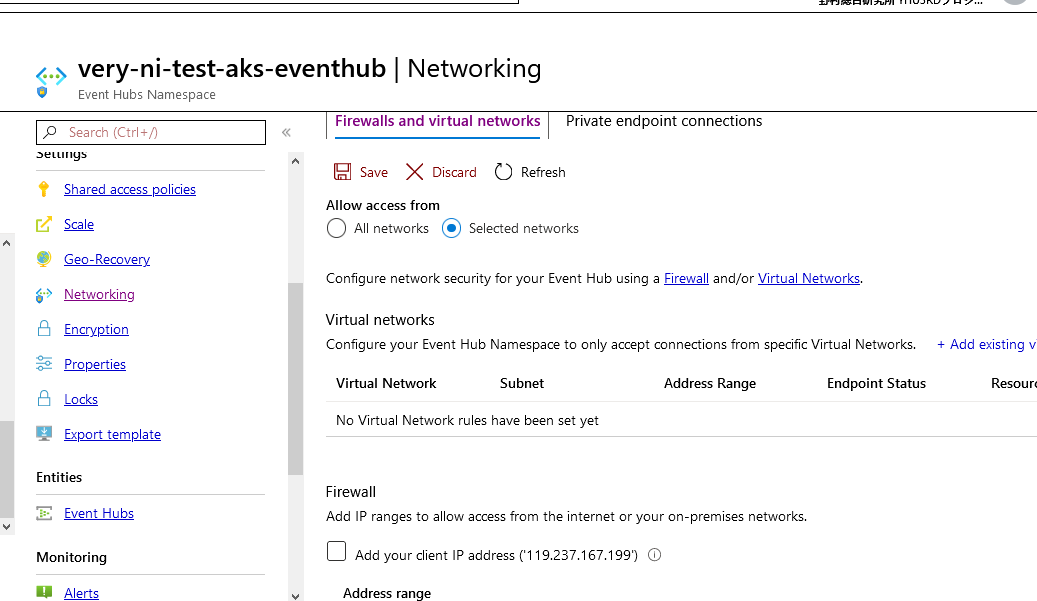 very-ni-test-aks-eventhub | Networking
Event Hubs Namespace
Search (Ctrl+/)
«
Settings
Shared access policies
Scale
Geo-Recovery
Networking
Encryption
Properties
Locks
Export template
Entities
Event Hubs
Monitoring
Alerts
Firewalls and virtual networks
Private endpoint connections
Save
Discard
Refresh
Allow access from
All networks
Selected networks
Configure network security for your Event Hub using a Firewall and/or Virtual Networks.
Virtual networks
Configure your Event Hub Namespace to only accept connections from specific Virtual Networks.
+ Add existing
Virtual Network
Subnet
Address Range
Endpoint Status
No Virtual Network rules have been set yet
Firewall
Add IP ranges to allow access from the internet or your on-premises networks.
Add your client IP address ('119.237.167.199')
Address range